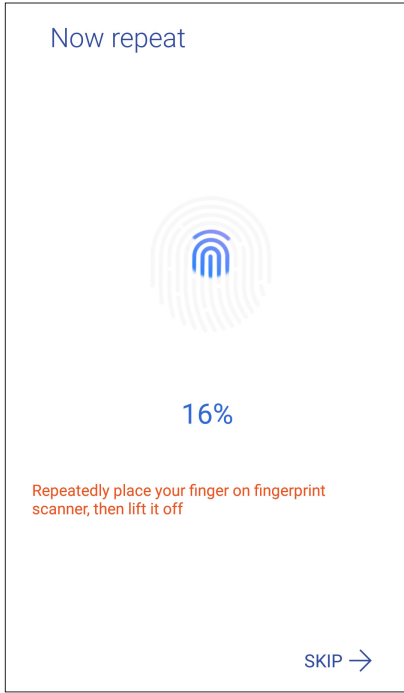 Now repeat
16%
Repeatedly place your finger on fingerprint
scanner, then lift it off
SKIP